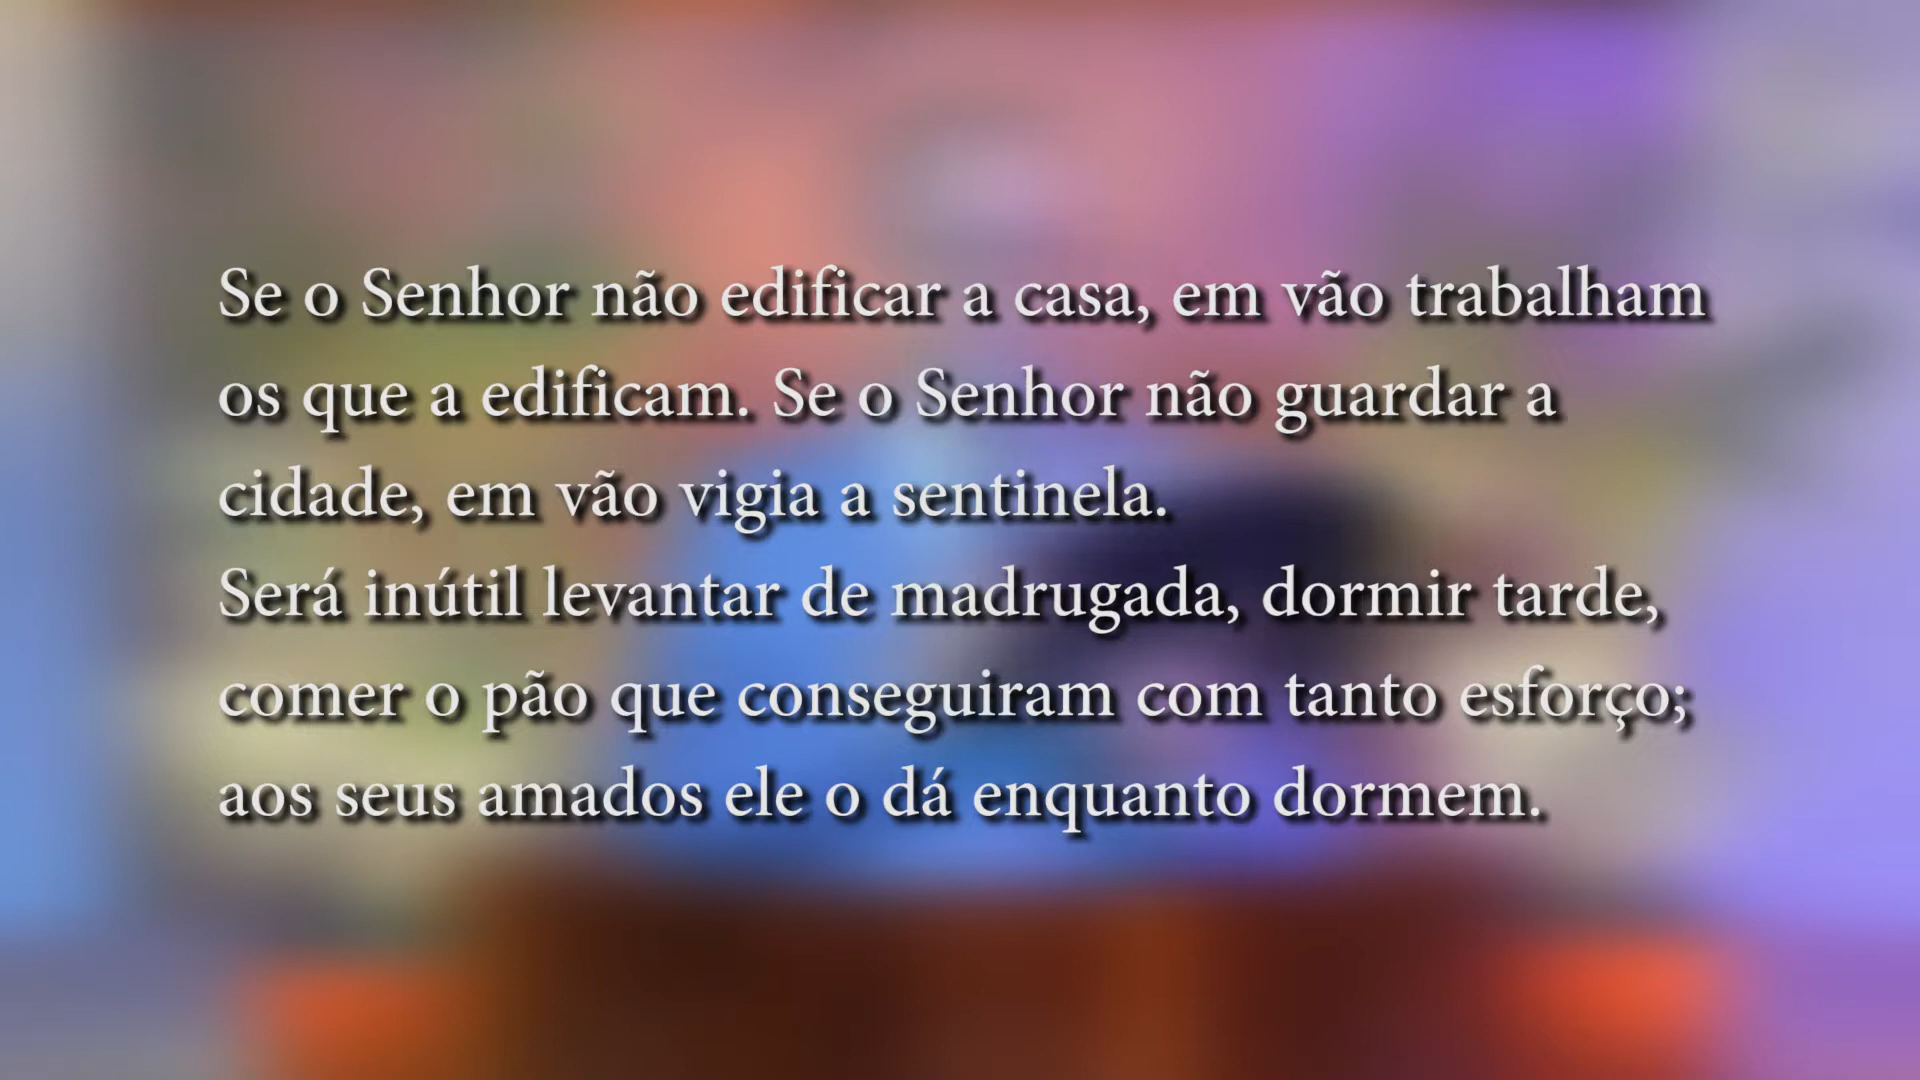 Se o Senhor não edificar a casa, em vão trabalham
os que a edificam. Se o Senhor não guardar a
cidade, em vão vigia a sentinela.
Será inútil levantar de madrugada, dormir tarde,
comer o pão que conseguiram com tanto esforço;
aos seus amados ele o dá enquanto dormem.